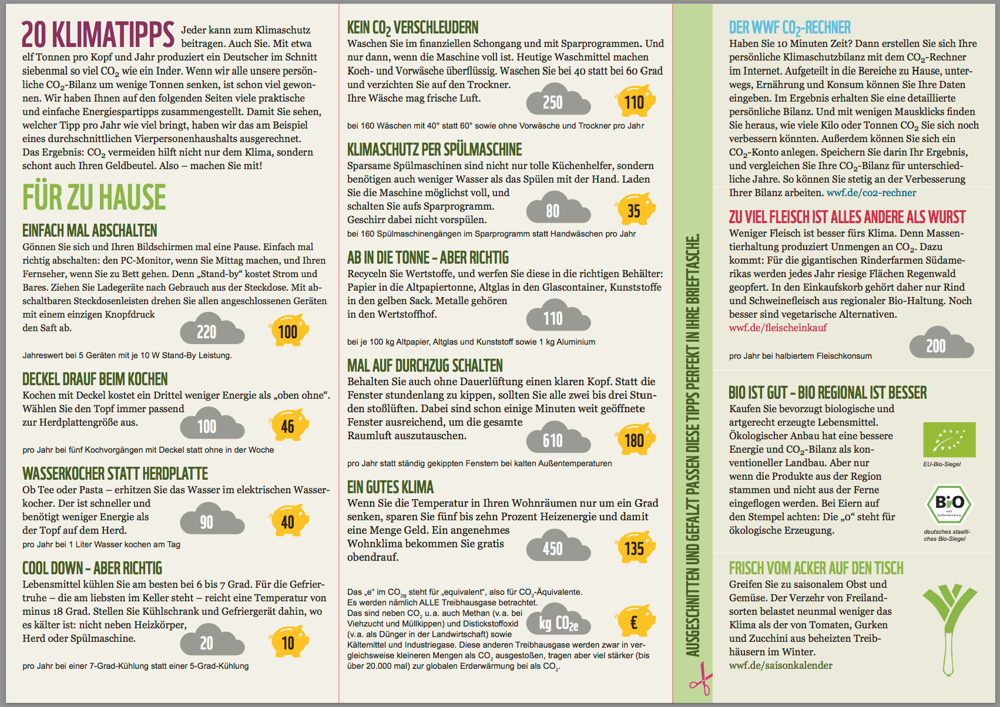 20 KLIMATIPPS Jeder kann zum Klimaschutz
beitragen. Auch Sie. Mit etwa
elf Tonnen pro Kopf und Jahr produziert ein Deutscher im Schnitt
siebenmal so viel CO2 wie ein Inder. Wenn wir alle unsere persön-
liche CO2-Bilanz um wenige Tonnen senken, ist schon viel gewon-
nen. Wir haben Ihnen auf den folgenden Seiten viele praktische
und einfache Energiespartipps zusammengestellt. Damit Sie sehen,
welcher Tipp pro Jahr wie viel bringt, haben wir das am Beispiel
eines durchschnittlichen Vierpersonenhaushalts ausgerechnet.
Das Ergebnis: CO2 vermeiden hilft nicht nur dem Klima, sondern
schont auch Ihren Geldbeutel. Also – machen Sie mit!
FÜR ZU HAUSE
EINFACH MAL ABSCHALTEN
Gönnen Sie sich und Ihren Bildschirmen mal eine Pause. Einfach mal
richtig abschalten: den PC-Monitor, wenn Sie Mittag machen, und Ihren
Fernseher, wenn Sie zu Bett gehen. Denn „Stand-by“ kostet Strom und
Bares. Ziehen Sie Ladegeräte nach Gebrauch aus der Steckdose. Mit ab-
schaltbaren Steckdosenleisten drehen Sie allen angeschlossenen Geräten
mit einem einzigen Knopfdruck
den Saft ab.
220
100
Jahreswert bei 5 Geräten mit je 10 W Stand-By Leistung.
DECKEL DRAUF BEIM KOCHEN
Kochen mit Deckel kostet ein Drittel weniger Energie als „oben ohne“.
Wählen Sie den Topf immer passend
zur Herdplattengröße aus.
100
46
pro Jahr bei fünf Kochvorgängen mit Deckel statt ohne in der Woche
WASSERKOCHER STATT HERDPLATTE
Ob Tee oder Pasta – erhitzen Sie das Wasser im elektrischen Wasser-
kocher. Der ist schneller und
benötigt weniger Energie als
der Topf auf dem Herd.
90
40
pro Jahr bei 1 Liter Wasser kochen am Tag
COOL DOWN – ABER RICHTIG
Lebensmittel kühlen Sie am besten bei 6 bis 7 Grad. Für die Gefrier-
truhe – die am liebsten im Keller steht – reicht eine Temperatur von
minus 18 Grad. Stellen Sie Kühlschrank und Gefriergerät dahin, wo
es kälter ist: nicht neben Heizkörper,
Herd oder Spülmaschine.
20
10
pro Jahr bei einer 7-Grad-Kühlung statt einer 5-Grad-Kühlung
KEIN CO2 VERSCHLEUDERN
Waschen Sie im finanziellen Schongang und mit Sparprogrammen. Und
nur dann, wenn die Maschine voll ist. Heutige Waschmittel machen
Koch- und Vorwäsche überflüssig. Waschen Sie bei 40 statt bei 60 Grad
und verzichten Sie auf den Trockner.
Ihre Wäsche mag frische Luft.
250
110
bei 160 Wäschen mit 40° statt 60° sowie ohne Vorwäsche und Trockner pro Jahr
KLIMASCHUTZ PER SPÜLMASCHINE
Sparsame Spülmaschinen sind nicht nur tolle Küchenhelfer, sondern
benötigen auch weniger Wasser als das Spülen mit der Hand. Laden
Sie die Maschine möglichst voll, und
schalten Sie aufs Sparprogramm.
Geschirr dabei nicht vorspülen.
80
35
bei 160 Spülmaschinengängen im Sparprogramm statt Handwäschen pro Jahr
AB IN DIE TONNE – ABER RICHTIG
Recyceln Sie Wertstoffe, und werfen Sie diese in die richtigen Behälter:
Papier in die Altpapiertonne, Altglas in den Glascontainer, Kunststoffe
in den gelben Sack. Metalle gehören
in den Wertstoffhof.
110
bei je 100 kg Altpapier, Altglas und Kunststoff sowie 1 kg Aluminium
MAL AUF DURCHZUG SCHALTEN
Behalten Sie auch ohne Dauerlüftung einen klaren Kopf. Statt die
Fenster stundenlang zu kippen, sollten Sie alle zwei bis drei Stun-
den stoßlüften. Dabei sind schon einige Minuten weit geöffnete
Fenster ausreichend, um die gesamte
Raumluft auszutauschen.
610
180
pro Jahr statt ständig gekippten Fenstern bei kalten Außentemperaturen
EIN GUTES KLIMA
Wenn Sie die Temperatur in Ihren Wohnräumen nur um ein Grad
senken, sparen Sie fünf bis zehn Prozent Heizenergie und damit
eine Menge Geld. Ein angenehmes
Wohnklima bekommen Sie gratis
obendrauf.
450
135
Das „e“ im CO2e steht für „equivalent“, also für CO2-Äquivalente.
Es werden nämlich ALLE Treibhausgase betrachtet.
Das sind neben CO2 u. a. auch Methan (v. a. bei
Viehzucht und Müllkippen) und Distickstoffoxid
(v. a. als Dünger in der Landwirtschaft) sowie
Kältemittel und Industriegase. Diese anderen Treibhausgase werden zwar in ver-
gleichsweise kleineren Mengen als CO2 ausgestoßen, tragen aber viel stärker (bis
über 20.000 mal) zur globalen Erderwärmung bei als CO2.
kg CO2e
€
AUSGESCHNITTEN UND GEFALZT PASSEN DIESE TIPPS PERFEKT IN IHRE BRIEFTASCHE.
DER WWF CO2-RECHNER
Haben Sie 10 Minuten Zeit? Dann erstellen Sie sich Ihre
persönliche Klimaschutzbilanz mit dem CO2-Rechner
im Internet. Aufgeteilt in die Bereiche zu Hause, unter-
wegs, Ernährung und Konsum können Sie Ihre Daten
eingeben. Im Ergebnis erhalten Sie eine detaillierte
persönliche Bilanz. Und mit wenigen Mausklicks finden
Sie heraus, wie viele Kilo oder Tonnen CO2 Sie sich noch
verbessern könnten. Außerdem können Sie sich ein
CO2-Konto anlegen. Speichern Sie darin Ihr Ergebnis,
und vergleichen Sie Ihre CO2-Bilanz für unterschied-
liche Jahre. So können Sie stetig an der Verbesserung
Ihrer Bilanz arbeiten. wwf.de/co2-rechner
ZU VIEL FLEISCH IST ALLES ANDERE ALS WURST
Weniger Fleisch ist besser fürs Klima. Denn Massen-
tierhaltung produziert Unmengen an CO2. Dazu
kommt: Für die gigantischen Rinderfarmen Südame-
rikas werden jedes Jahr riesige Flächen Regenwald
geopfert. In den Einkaufskorb gehört daher nur Rind
und Schweinefleisch aus regionaler Bio-Haltung. Noch
besser sind vegetarische Alternativen.
wwf.de/fleischeinkauf
200
pro Jahr bei halbiertem Fleischkonsum
BIO IST GUT – BIO REGIONAL IST BESSER
Kaufen Sie bevorzugt biologische und
artgerecht erzeugte Lebensmittel.
Ökologischer Anbau hat eine bessere
Energie und CO2-Bilanz als kon-
ventioneller Landbau. Aber nur
wenn die Produkte aus der Region
stammen und nicht aus der Ferne
eingeflogen werden. Bei Eiern auf
den Stempel achten: Die „0“ steht für
ökologische Erzeugung.
EU-Bio-Siegel
BiO
nach
EG-Öko-Verordnung
deutsches staatli-
ches Bio-Siegel
FRISCH VOM ACKER AUF DEN TISCH
Greifen Sie zu saisonalem Obst und
Gemüse. Der Verzehr von Freiland-
sorten belastet neunmal weniger das
Klima als der von Tomaten, Gurken
und Zucchini aus beheizten Treib-
häusern im Winter.
wwf.de/saisonkalender